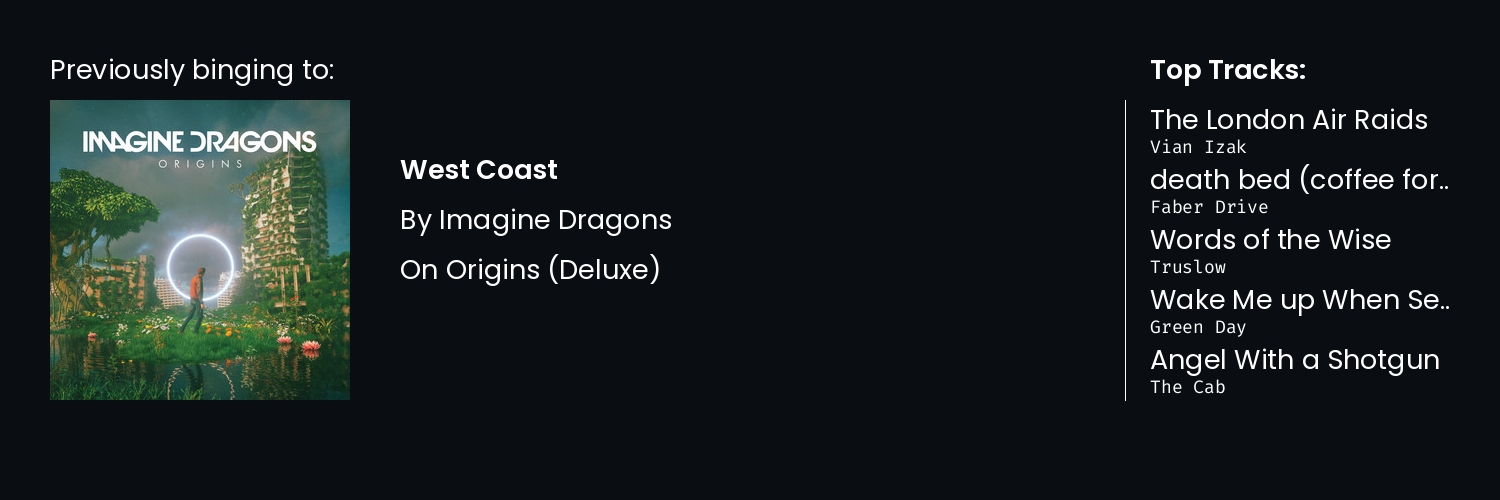 Previously binging to:
IMAGINE DRAGONS
ORIGINS
West Coast
By Imagine Dragons
On Origins (Deluxe)
Top Tracks:
The London Air Raids
Vian Izak
death bed (coffee for..
Faber Drive
Words of the Wise
Truslow
Wake Me up When Se..
Green Day
Angel With a Shotgun
The Cab